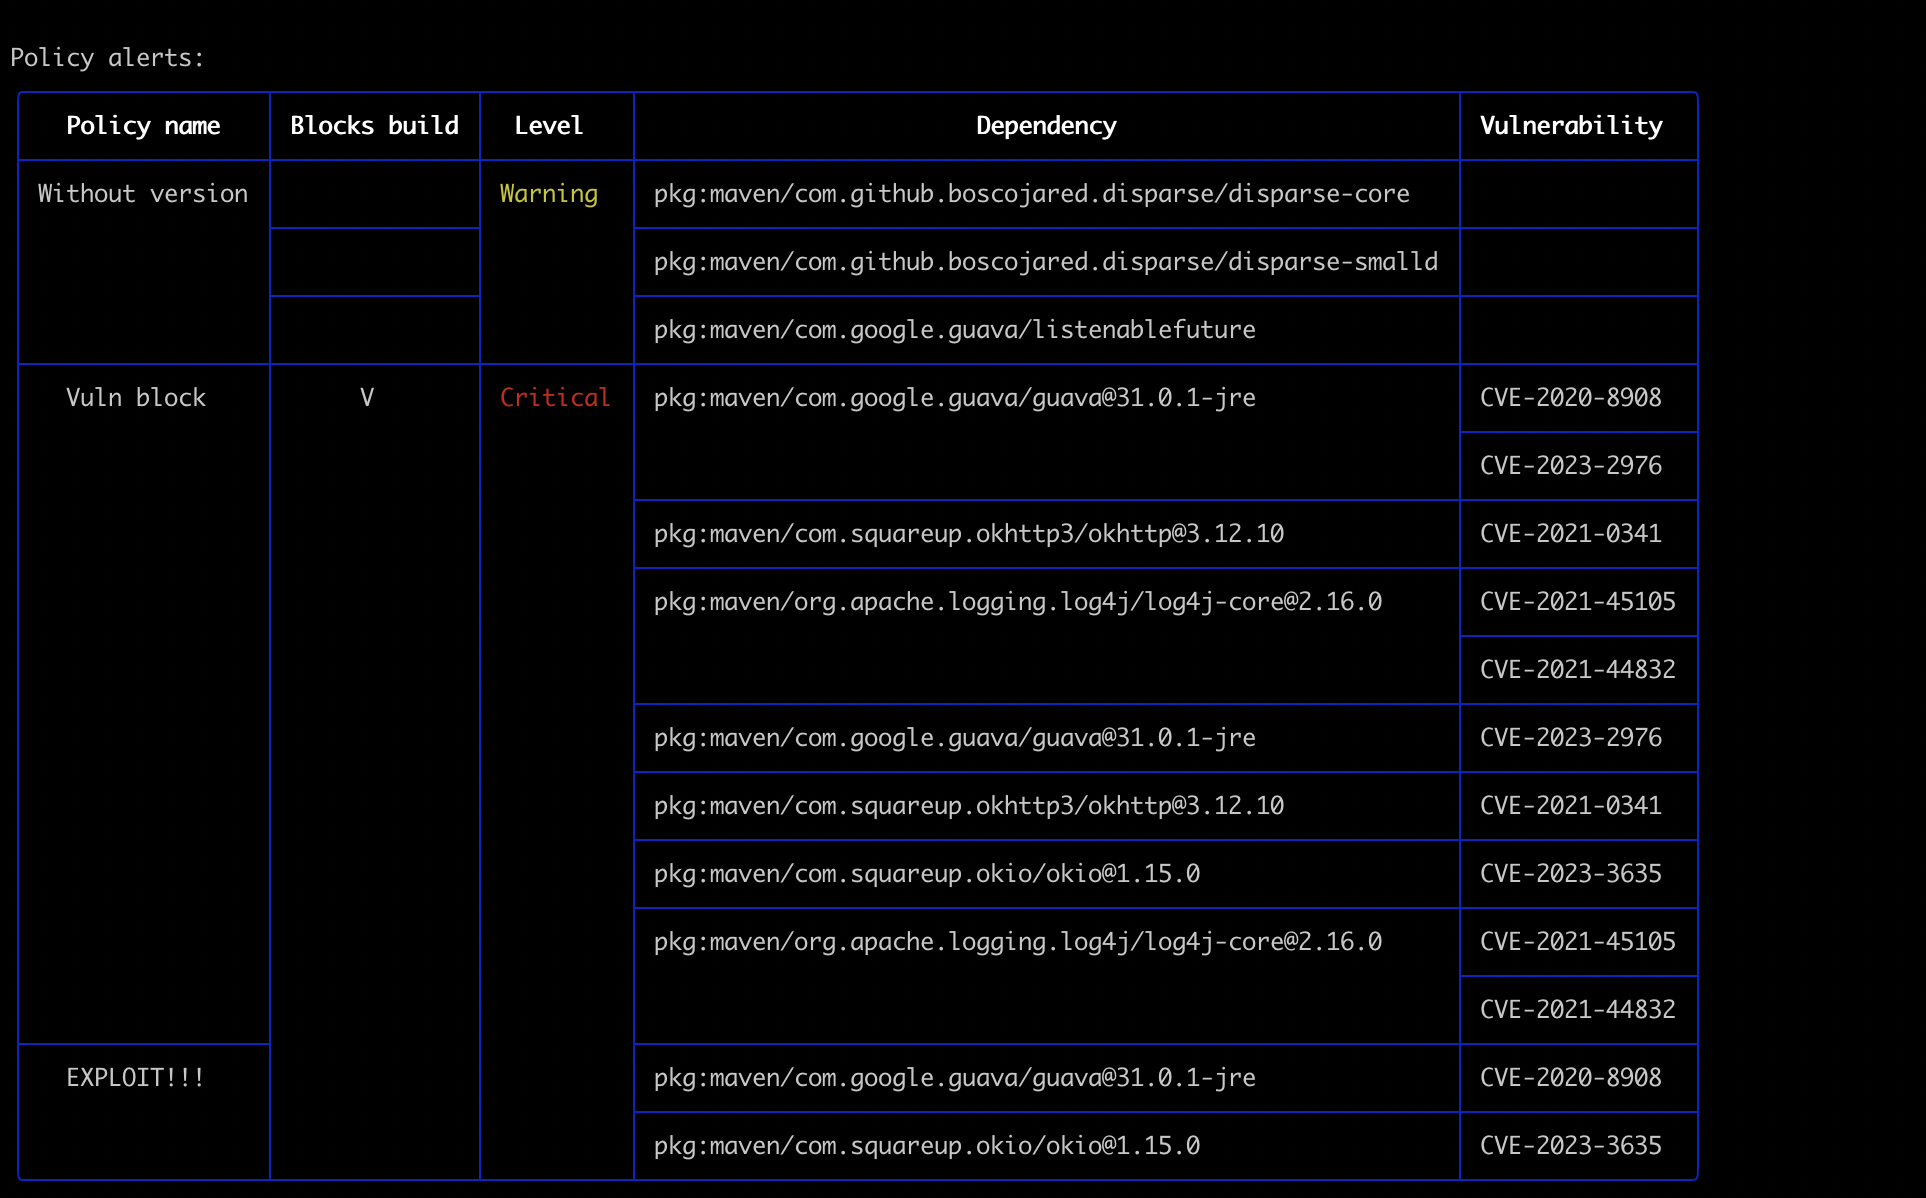 Policy alerts:
Policy name Blocks build Level Dependency Vulnerability
Without version Warning pkg:maven/com.github.boscojared.disparse/disparse-core
pkg:maven/com.github.boscojared.disparse/disparse-smalld
pkg:maven/com.google.guava/listenablefuture
Vuln block V Critical pkg:maven/com.google.guava/guava@31.0.1-jre CVE-2020-8908
CVE-2023-2976
pkg:maven/com.squareup.okhttp3/okhttp@3.12.10 CVE-2021-0341
pkg:maven/org.apache.logging.log4j/log4j-core@2.16.0 CVE-2021-45105
CVE-2021-44832
pkg:maven/com.google.guava/guava@31.0.1-jre CVE-2023-2976
pkg:maven/com.squareup.okhttp3/okhttp@3.12.10 CVE-2021-0341
pkg:maven/com.squareup.okio/okio@1.15.0 CVE-2023-3635
pkg:maven/org.apache.logging.log4j/log4j-core@2.16.0 CVE-2021-45105
CVE-2021-44832
EXPLOIT!!! pkg:maven/com.google.guava/guava@31.0.1-jre CVE-2020-8908
pkg:maven/com.squareup.okio/okio@1.15.0 CVE-2023-3635